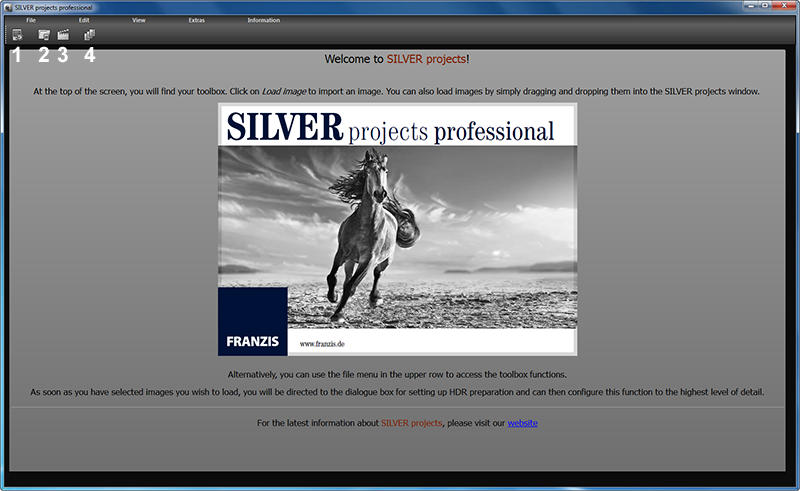 SILVER projects professional
File Edit View Extras Information
1 2 3 4
Welcome to SILVER projects!
At the top of the screen, you will find your toolbox. Click on Load image to import an image. You can also load images by simply dragging and dropping them into the SILVER projects window.
SILVER projects professional
FRANZIS
www.franzis.de
Alternatively, you can use the file menu in the upper row to access the toolbox functions.
As soon as you have selected images you wish to load, you will be directed to the dialogue box for setting up HDR preparation and can then configure this function to the highest level of detail.
For the latest information about SILVER projects, please visit our website